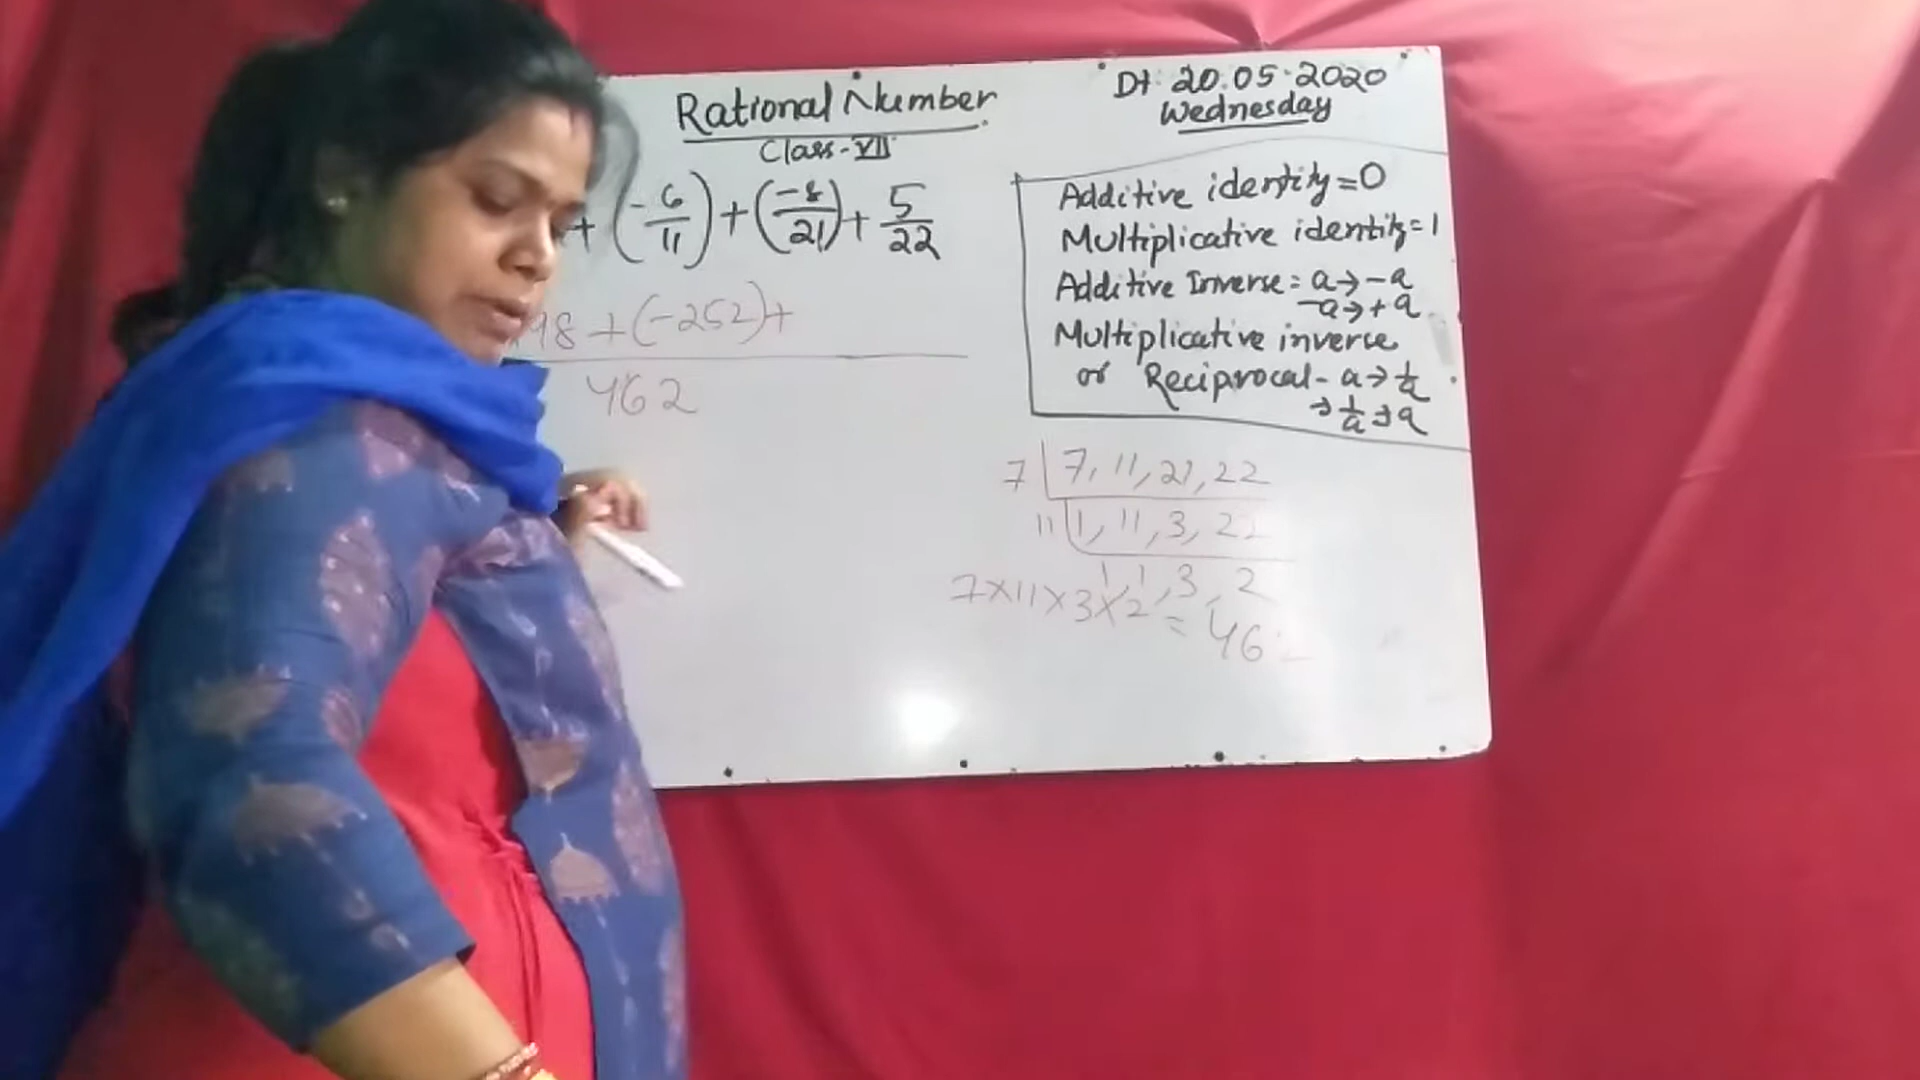 Rational Number
Class-VII
Dt: 20.05.2020
Wednesday
+ (-6/11) + (-8/21) + 5/22
98 + (-252) +
462
Additive identity = 0
Multiplicative identity = 1
Additive Inverse = a → -a
-a → + a
Multiplicative inverse
or Reciprocal - a → 1/a
→ 1/a → a
7 | 7, 11, 21, 22
11 | 1, 11, 3, 22
1, 1, 3, 2
7×11×3×2 = 46